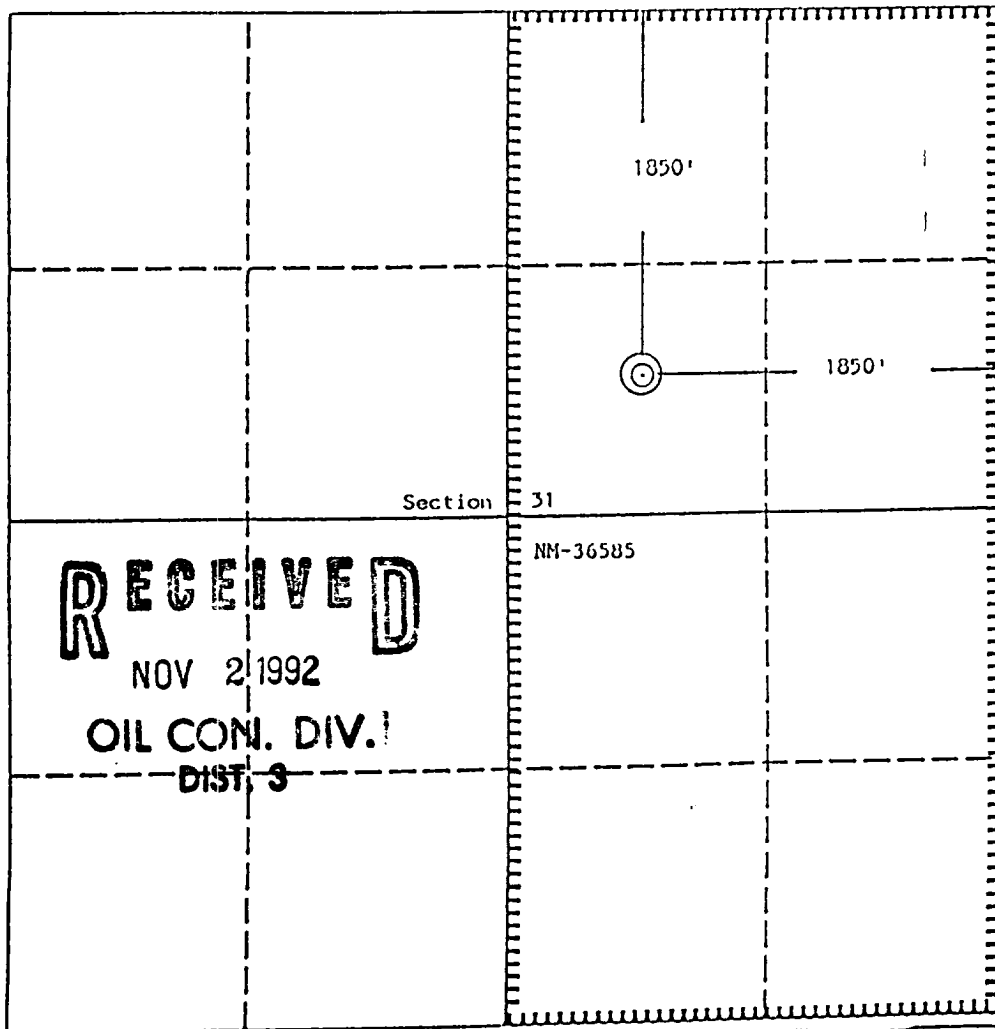 1850'
1850'
Section 31
NM-36585
RECEIVED
NOV 2 1992
OIL CON. DIV.
DIST. 3